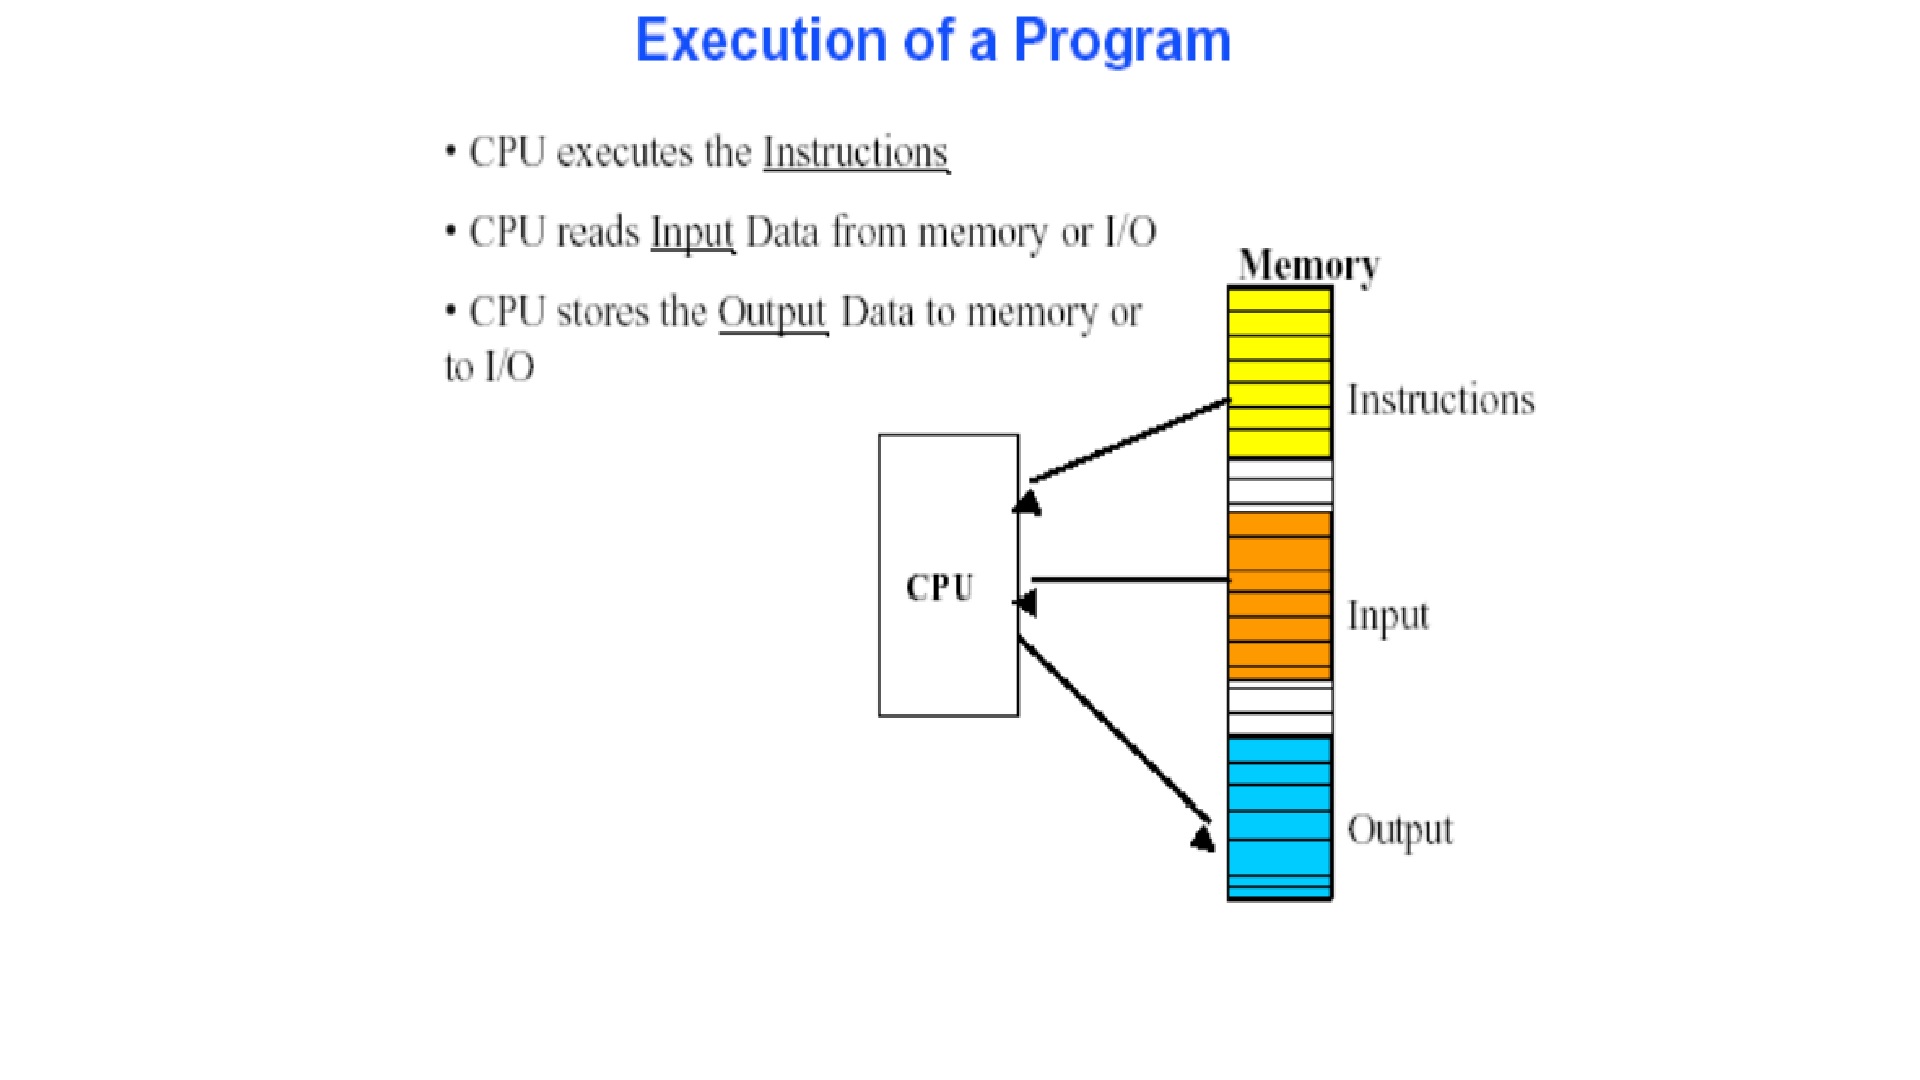 Execution of a Program
• CPU executes the Instructions
• CPU reads Input Data from memory or I/O
• CPU stores the Output Data to memory or
to I/O
Memory
Instructions
CPU
Input
Output